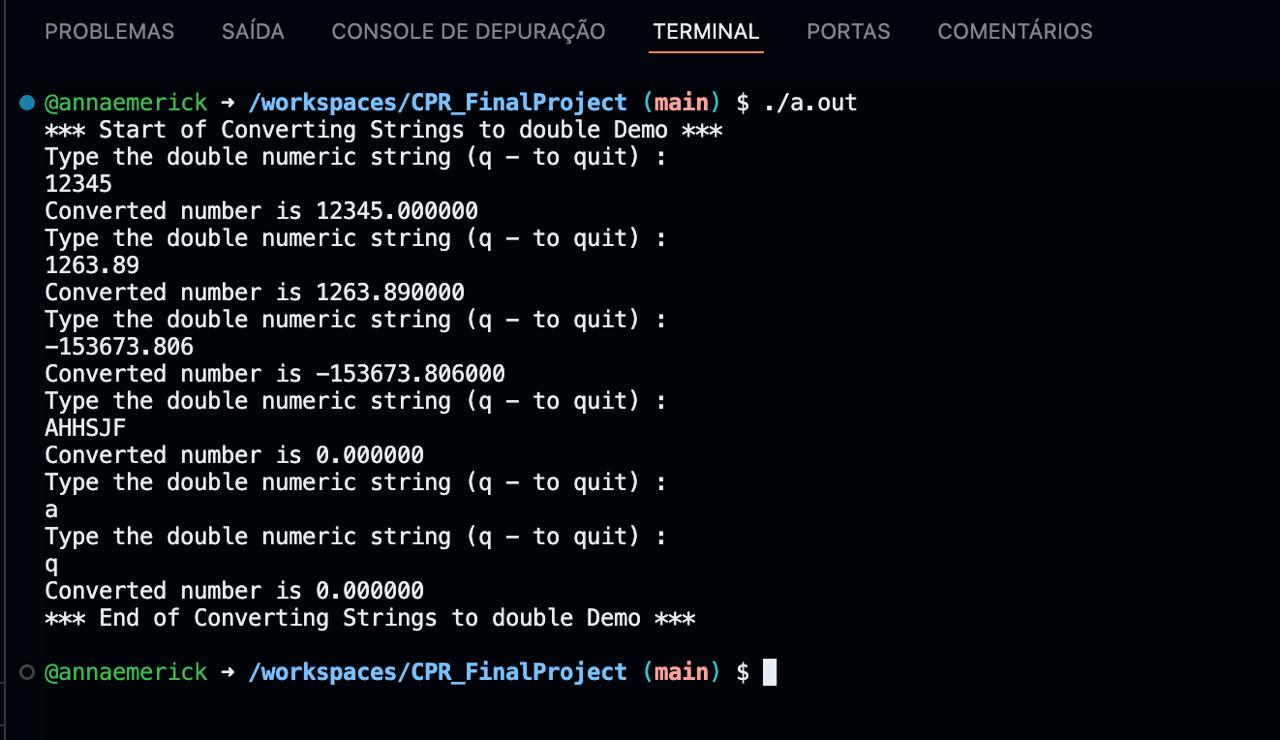 PROBLEMAS SAÍDA CONSOLE DE DEPURAÇÃO TERMINAL PORTAS COMENTÁRIOS
@annaemerick ➜ /workspaces/CPR_FinalProject (main) $ ./a.out
*** Start of Converting Strings to double Demo ***
Type the double numeric string (q - to quit) :
12345
Converted number is 12345.000000
Type the double numeric string (q - to quit) :
1263.89
Converted number is 1263.890000
Type the double numeric string (q - to quit) :
-153673.806
Converted number is -153673.806000
Type the double numeric string (q - to quit) :
AHHSJF
Converted number is 0.000000
Type the double numeric string (q - to quit) :
a
Type the double numeric string (q - to quit) :
q
Converted number is 0.000000
*** End of Converting Strings to double Demo ***
@annaemerick ➜ /workspaces/CPR_FinalProject (main) $